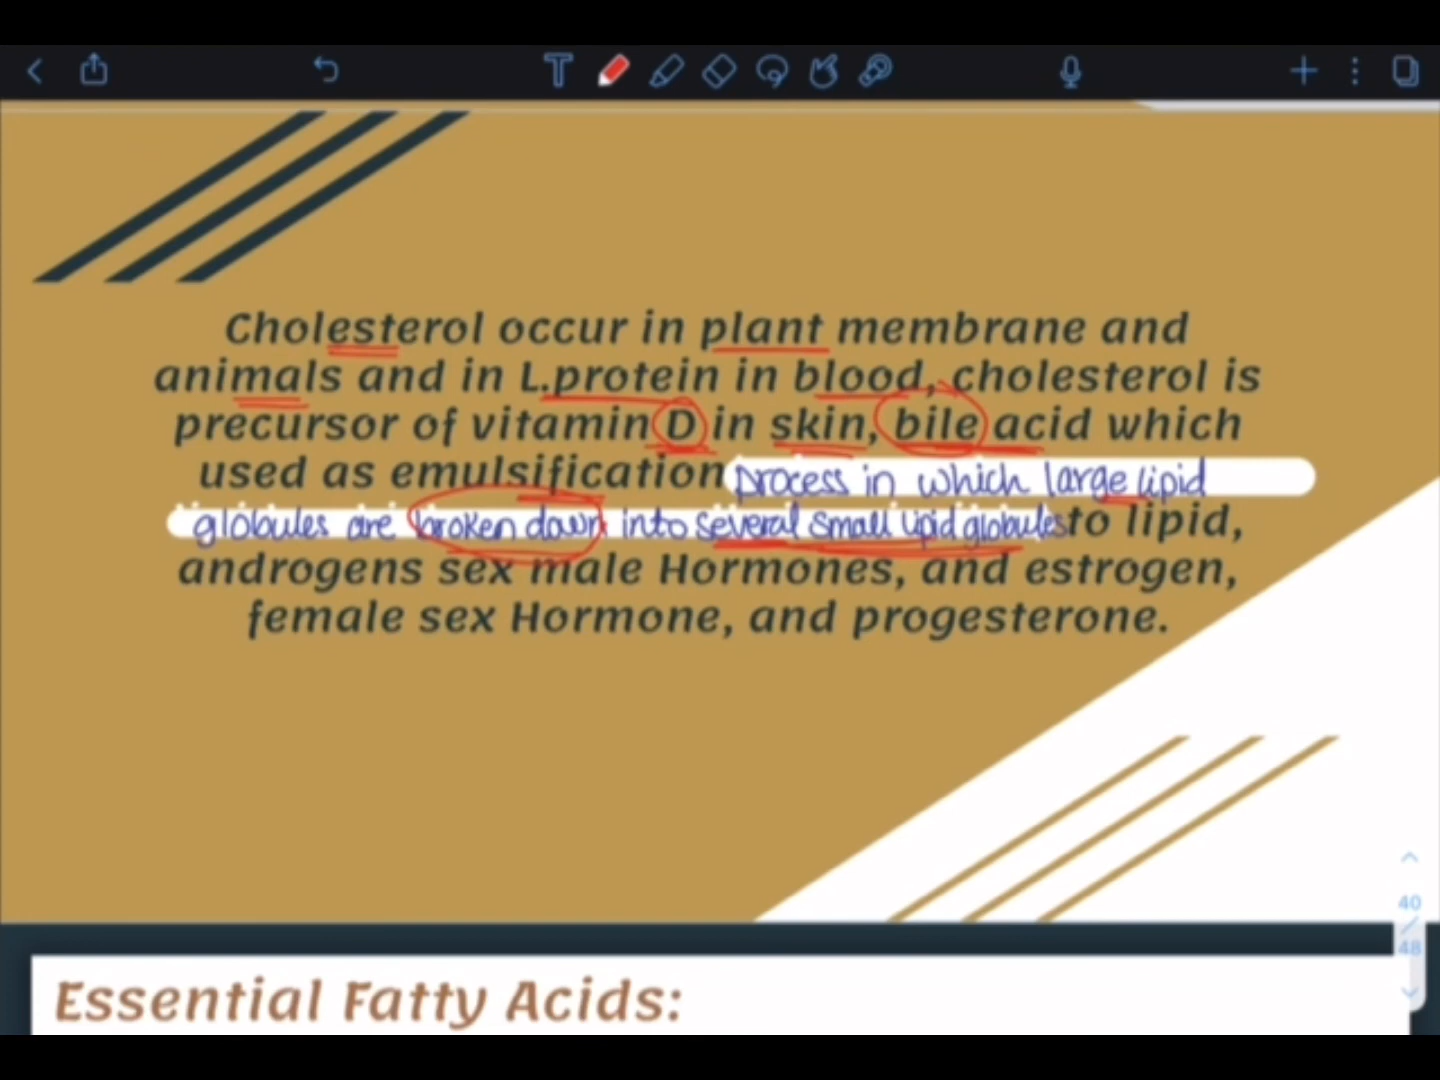 Cholesterol occur in plant membrane and
animals and in L.protein in blood, cholesterol is
precursor of vitamin D in skin, bile acid which
used as emulsification process in which large lipid
globules are broken down into several small lipid globules to lipid,
androgens sex male Hormones, and estrogen,
female sex Hormone, and progesterone.
40
/
48
Essential Fatty Acids: